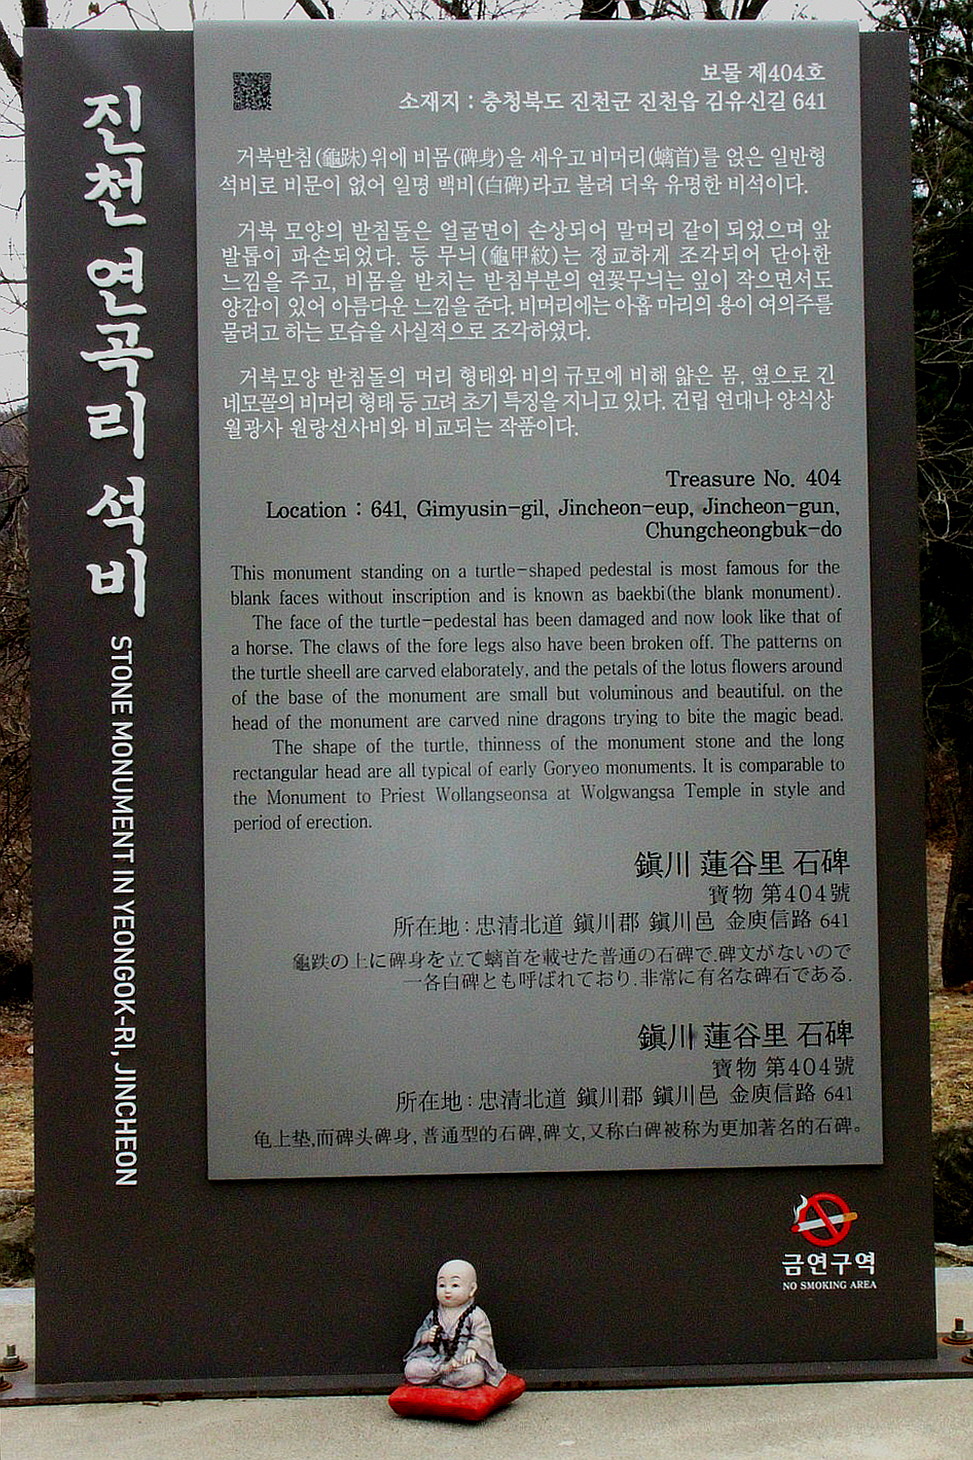 진천 연곡리 석비
STONE MONUMENT IN YEONGOK-RI, JINCHEON
보물 제404호
소재지 : 충청북도 진천군 진천읍 김유신길 641
거북받침(龜趺)위에 비몸(碑身)을 세우고 비머리(螭首)를 얹은 일반형
석비로 비문이 없어 일명 백비(白碑)라고 불려 더욱 유명한 비석이다.
거북 모양의 받침돌은 얼굴면이 손상되어 말머리 같이 되었으며 앞
발톱이 파손되었다. 등 무늬(龜甲紋)는 정교하게 조각되어 단아한
느낌을 주고, 비몸을 받치는 받침부분의 연꽃무늬는 잎이 작으면서도
양감이 있어 아름다운 느낌을 준다. 비머리에는 아홉 마리의 용이 여의주를
물려고 하는 모습을 사실적으로 조각하였다.
거북모양 받침돌의 머리 형태와 비의 규모에 비해 얇은 몸, 옆으로 긴
네모꼴의 비머리 형태 등 고려 초기 특징을 지니고 있다. 건립 연대나 양식상
월광사 원랑선사비와 비교되는 작품이다.
Treasure No. 404
Location : 641, Gimyusin-gil, Jincheon-eup, Jincheon-gun,
Chungcheongbuk-do
This monument standing on a turtle-shaped pedestal is most famous for the
blank faces without inscription and is known as baekbi(the blank monument).
The face of the turtle-pedestal has been damaged and now look like that of
a horse. The claws of the fore legs also have been broken off. The patterns on
the turtle sheell are carved elaborately, and the petals of the lotus flowers around
of the base of the monument are small but voluminous and beautiful. on the
head of the monument are carved nine dragons trying to bite the magic bead.
The shape of the turtle, thinness of the monument stone and the long
rectangular head are all typical of early Goryeo monuments. It is comparable to
the Monument to Priest Wollangseonsa at Wolgwangsa Temple in style and
period of erection.
鎭川 蓮谷里 石碑
寶物 第404號
所在地 : 忠清北道 鎭川郡 鎭川邑 金庾信路 641
龜趺の上に碑身を立て螭首を載せた普通の石碑で.碑文がないので
一各白碑とも呼ばれており.非常に有名な碑石である.
鎭川 蓮谷里 石碑
寶物 第404號
所在地 : 忠清北道 鎭川郡 鎭川邑 金庾信路 641
龟上垫,而碑头碑身, 普通型的石碑,碑文,又称白碑被称为更加著名的石碑。
금연구역
NO SMOKING AREA